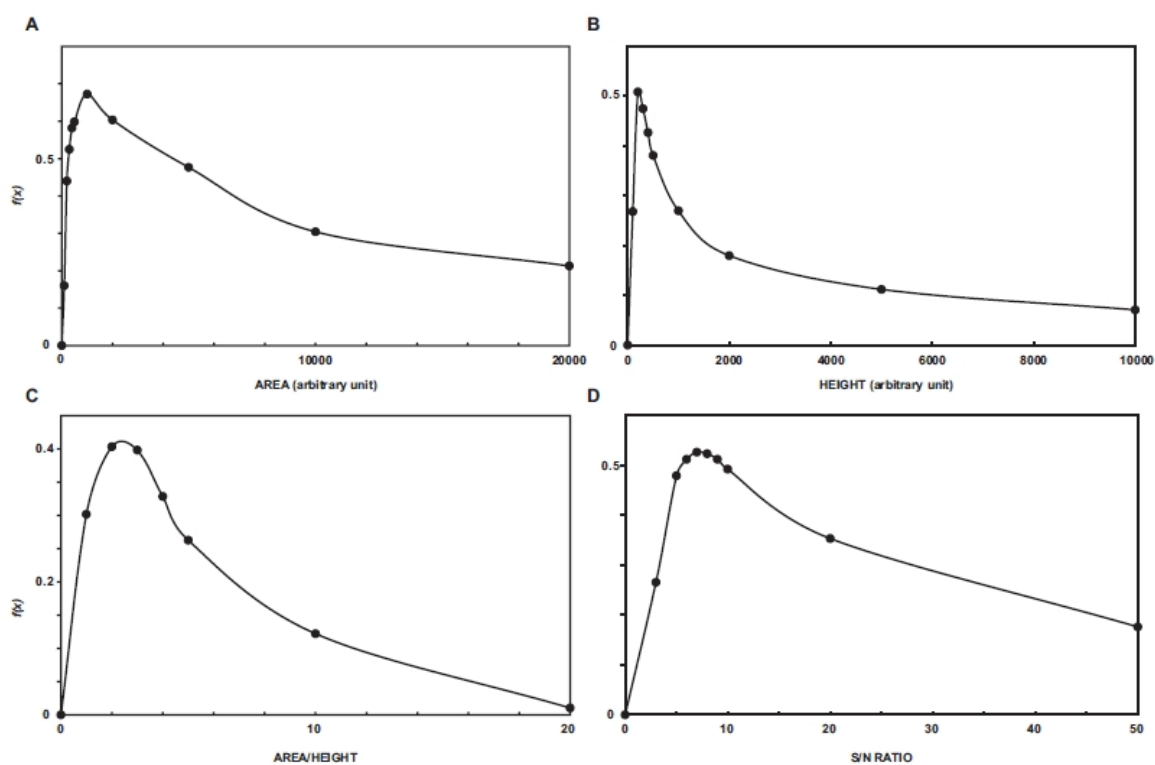 A
B
0.5
f(x)
0
0 10000 20000
AREA (arbitrary unit)
0.5
0
0 2000 4000 6000 8000 10000
HEIGHT (arbitrary unit)
C
D
0.4
0.2
f(x)
0
0 10 20
AREA/HEIGHT
0.5
0
0 10 20 30 40 50
S/N RATIO